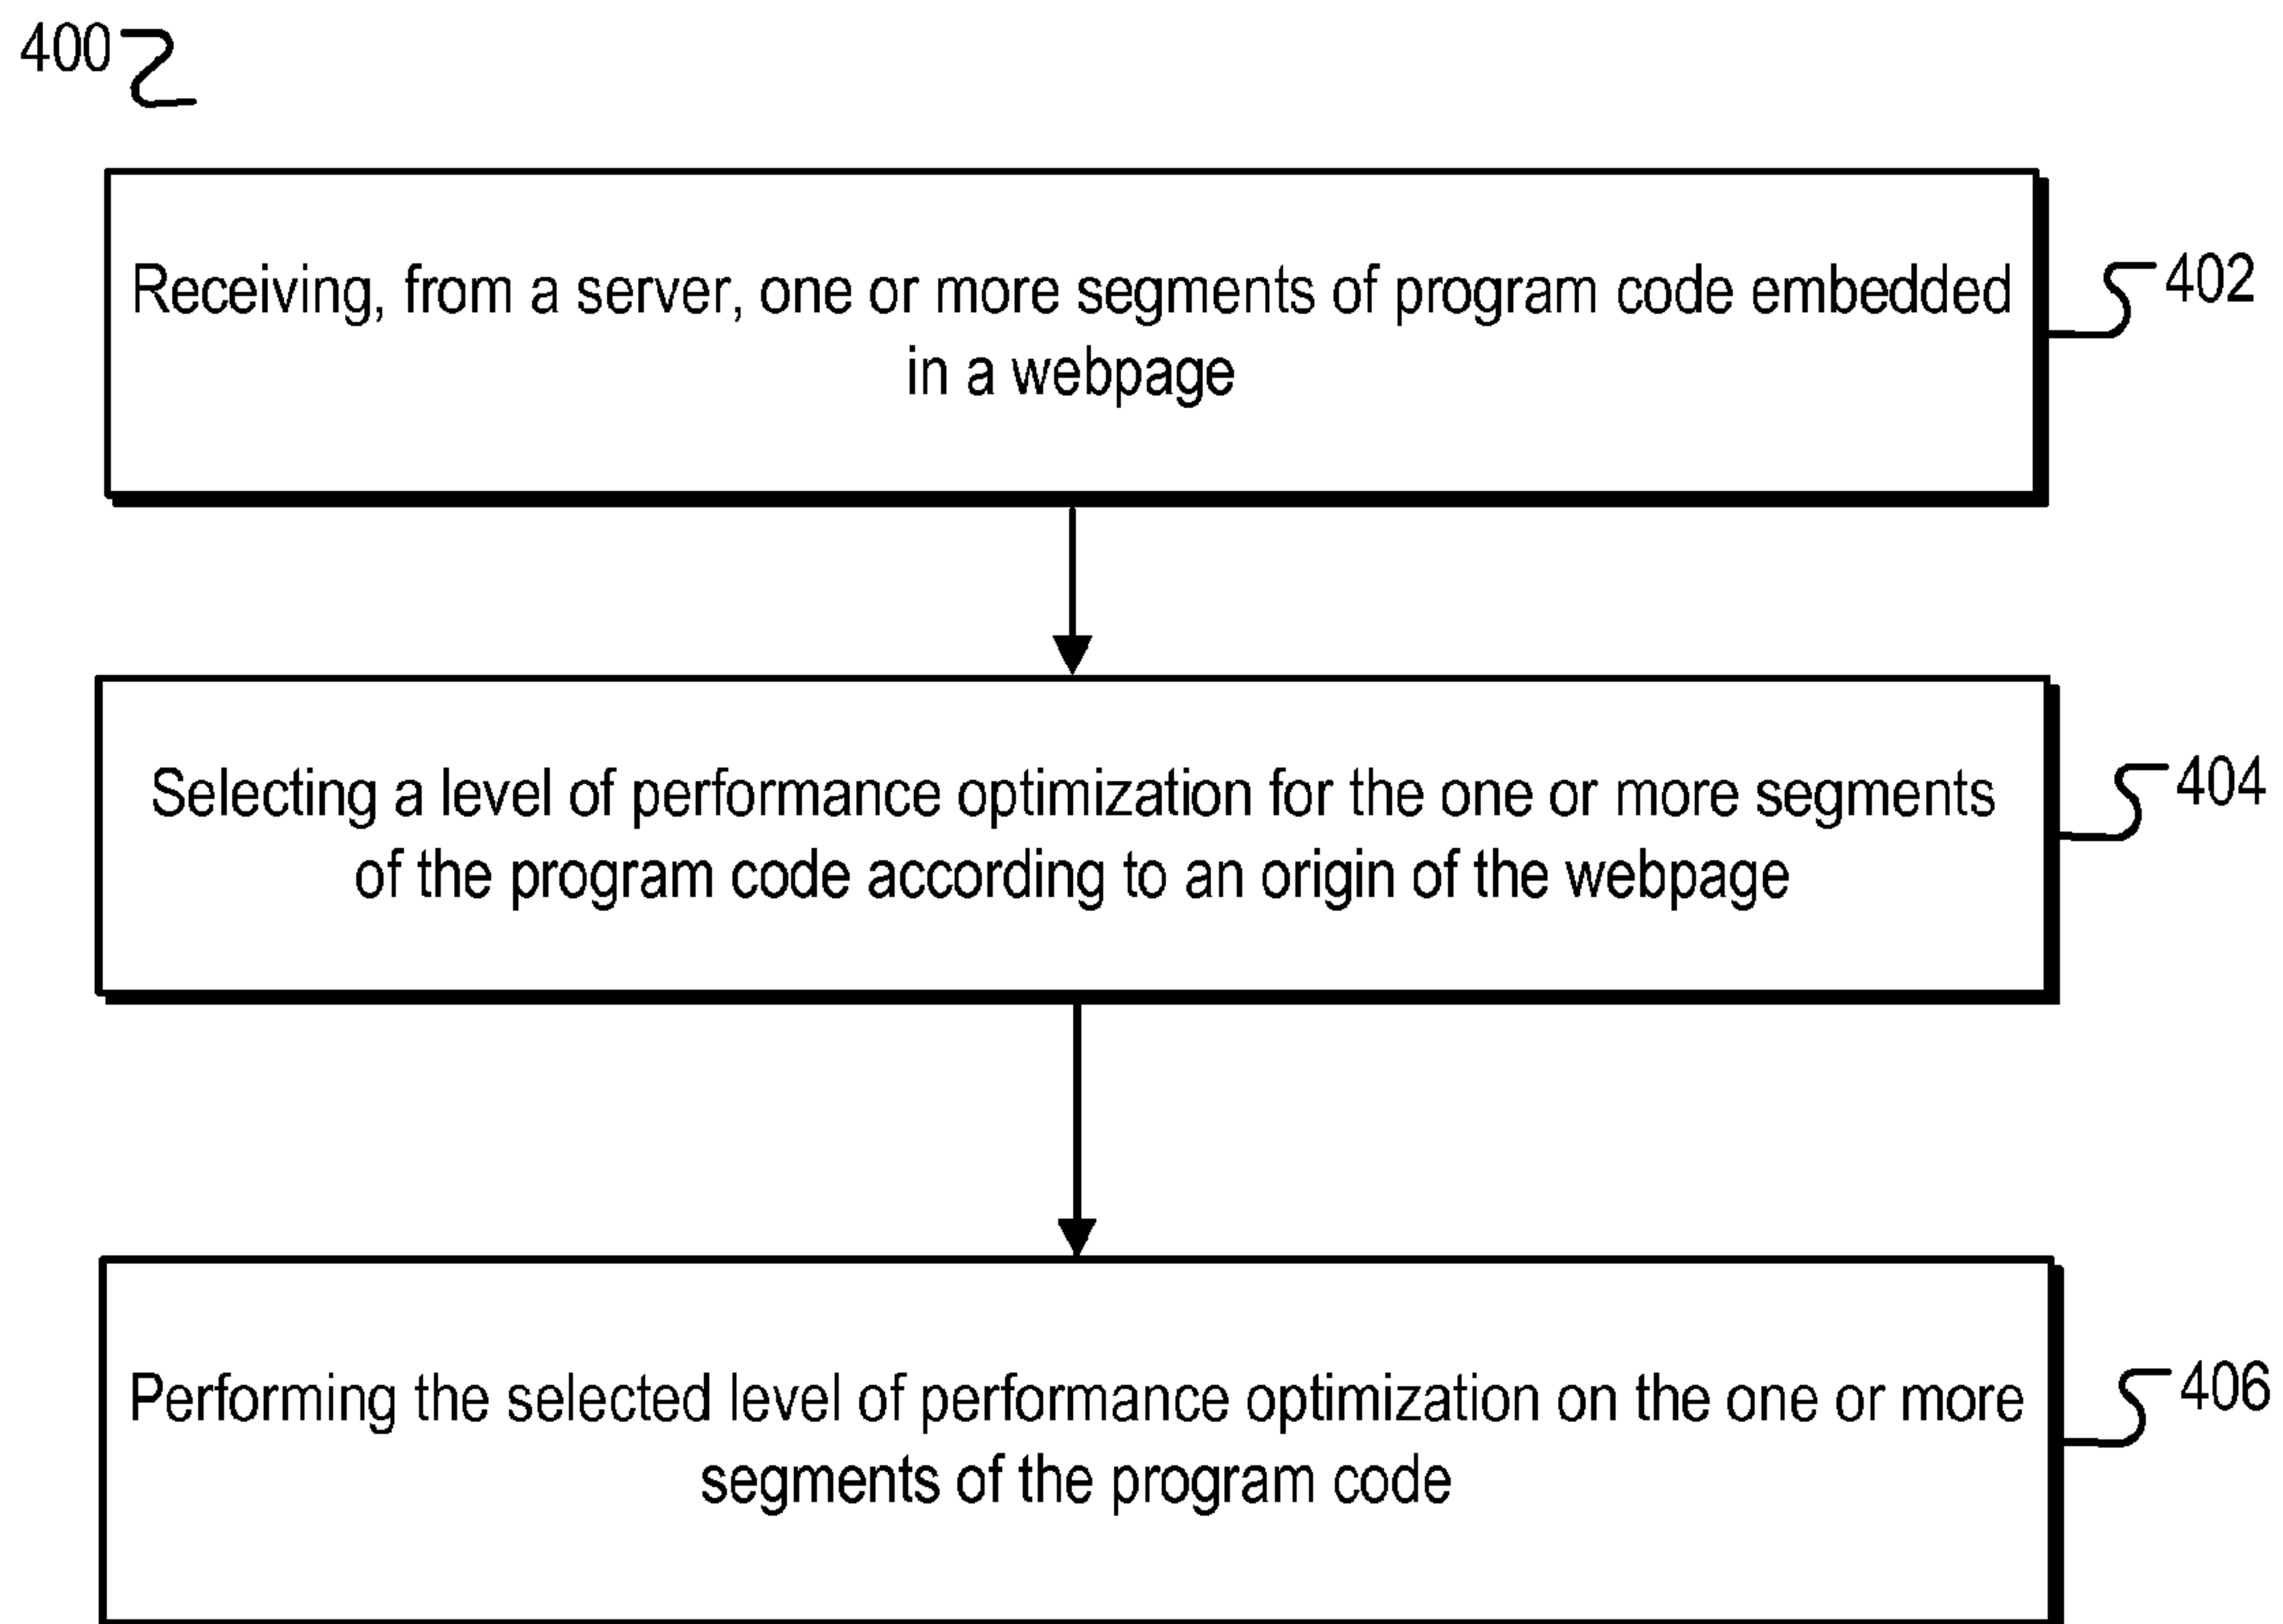 400
Receiving, from a server, one or more segments of program code embedded
in a webpage
402
Selecting a level of performance optimization for the one or more segments
of the program code according to an origin of the webpage
404
Performing the selected level of performance optimization on the one or more
segments of the program code
406